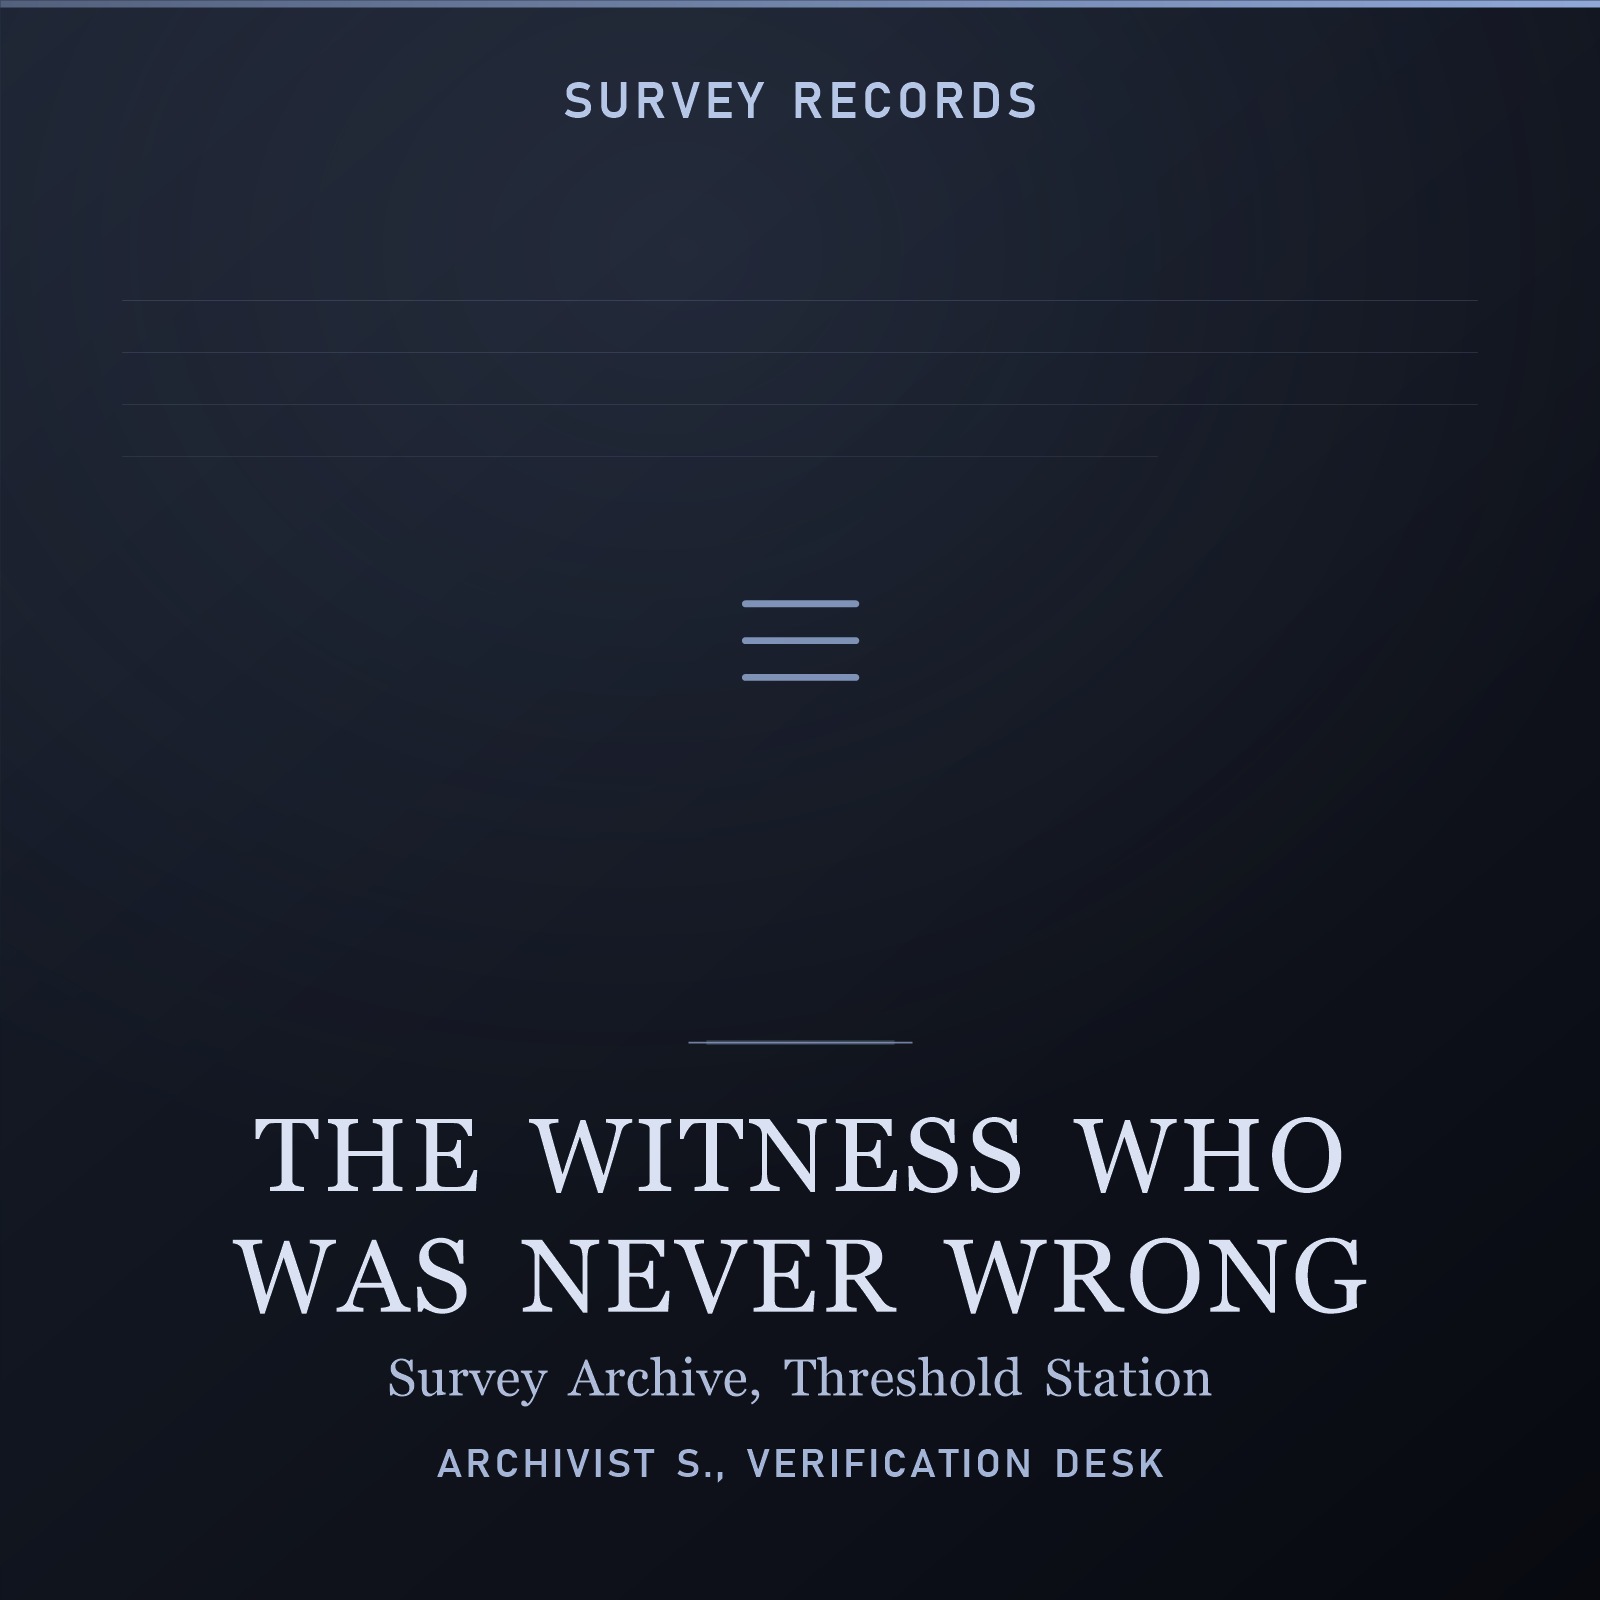 SURVEY RECORDS
THE WITNESS WHO
WAS NEVER WRONG
Survey Archive, Threshold Station
ARCHIVIST S., VERIFICATION DESK